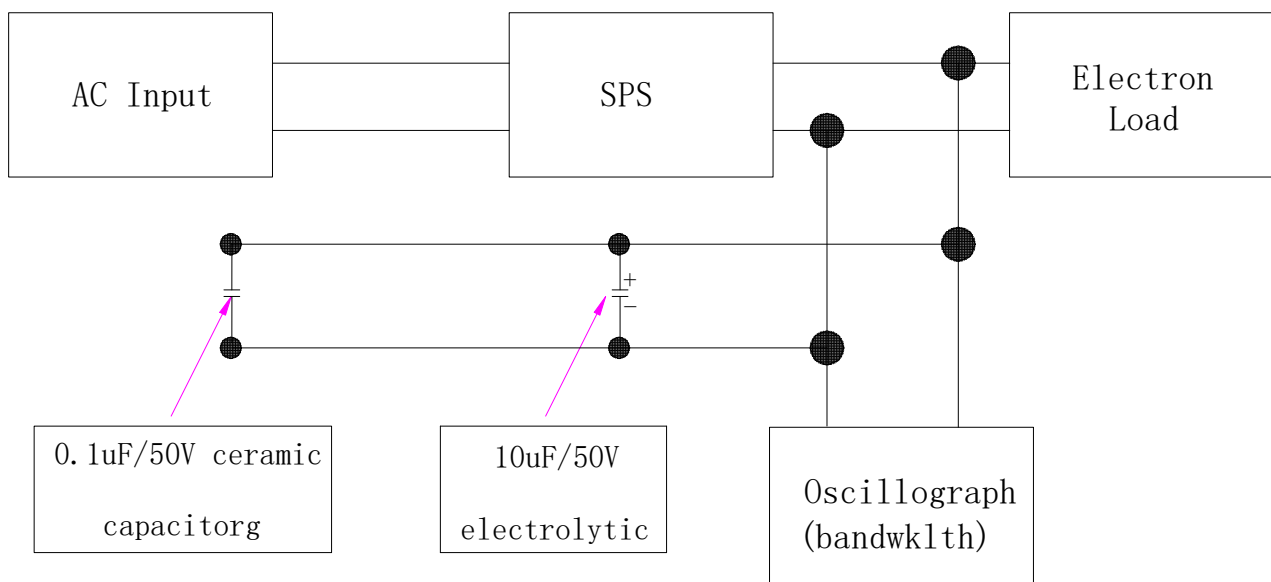 AC Input
SPS
Electron
Load
+
−
0.1uF/50V ceramic
capacitorg
10uF/50V
electrolytic
Oscillograph
(bandwklth)